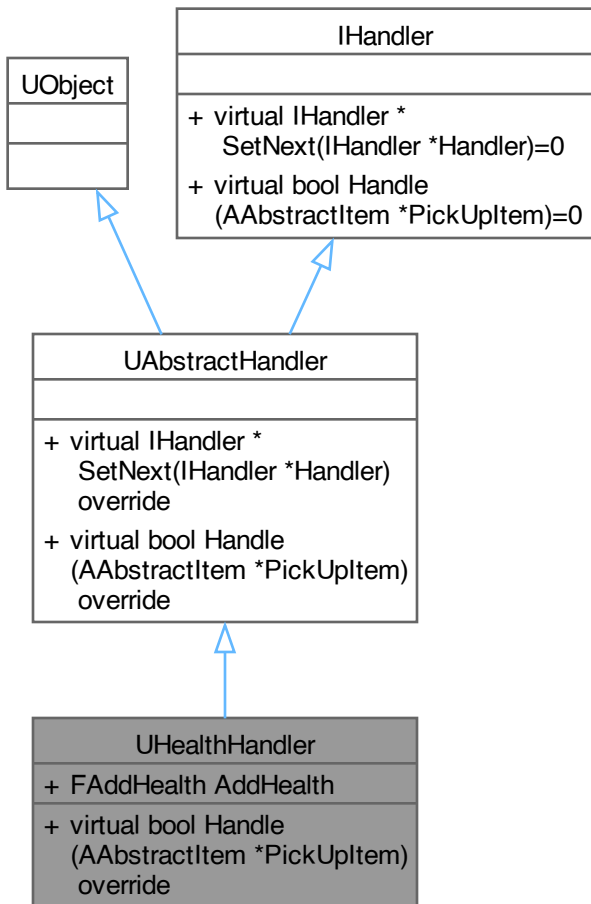 IHandler
UObject
+ virtual IHandler *
SetNext(IHandler *Handler)=0
+ virtual bool Handle
(AAbstractItem *PickUpItem)=0
UAbstractHandler
+ virtual IHandler *
SetNext(IHandler *Handler)
override
+ virtual bool Handle
(AAbstractItem *PickUpItem)
override
UHealthHandler
+ FAddHealth AddHealth
+ virtual bool Handle
(AAbstractItem *PickUpItem)
override